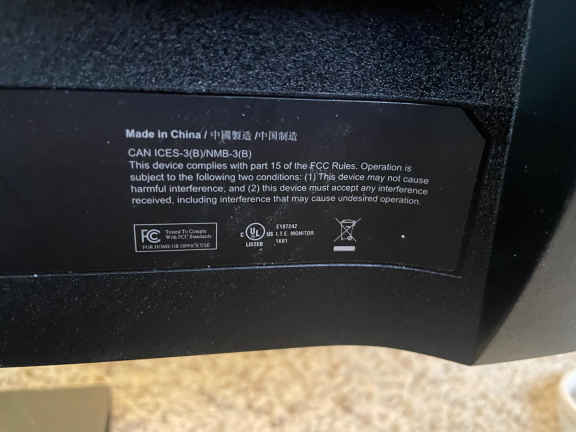 Made in China / 中國製造 /中国制造
CAN ICES-3(B)/NMB-3(B)
This device complies with part 15 of the FCC Rules. Operation is
subject to the following two conditions: (1) This device may not cause
harmful interference, and (2) this device must accept any interference
received, including interference that may cause undesired operation.
FC Tested To Comply
With FCC Standards
FOR HOME OR OFFICE USE
C UL US
LISTED
E187242
I.T.E. MONITOR
1K61